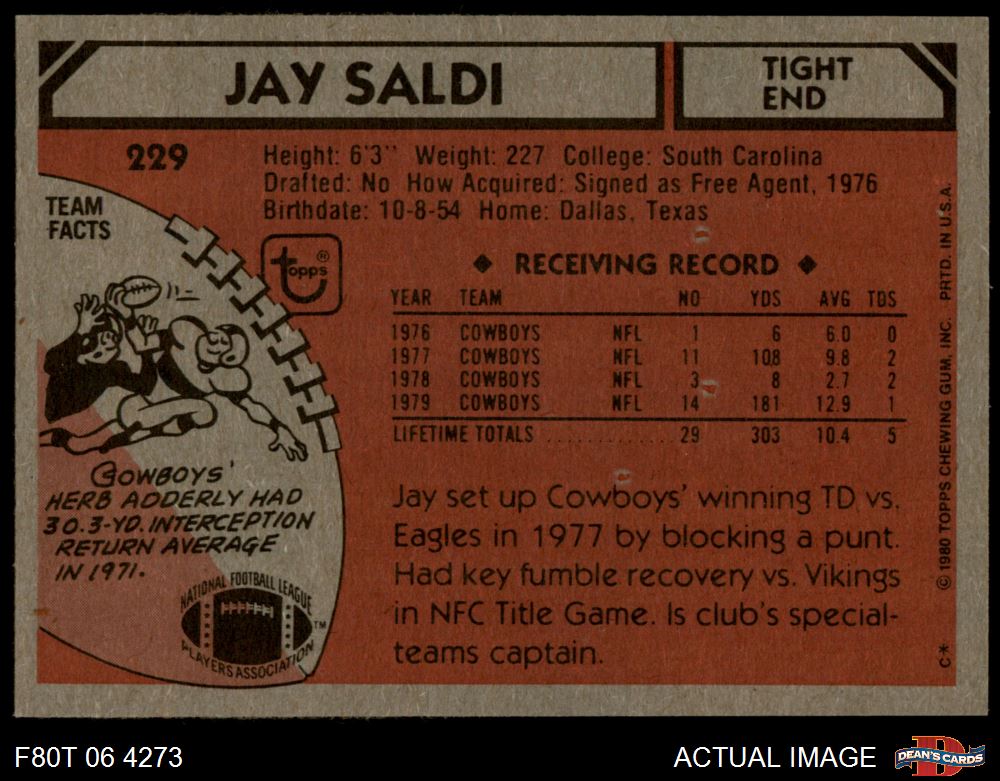 JAY SALDI
TIGHT
END
229
Height: 6'3" Weight: 227 College: South Carolina
Drafted: No How Acquired: Signed as Free Agent, 1976
Birthdate: 10-8-54 Home: Dallas, Texas
TEAM
FACTS
topps®
◆ RECEIVING RECORD ◆
YEAR TEAM NO YDS AVG TDS
1976 COWBOYS NFL 1 6 6.0 0
1977 COWBOYS NFL 11 108 9.8 2
1978 COWBOYS NFL 3 8 2.7 2
1979 COWBOYS NFL 14 181 12.9 1
LIFETIME TOTALS ............ 29 303 10.4 5
COWBOYS'
HERB ADDERLY HAD
30.3-YD. INTERCEPTION
RETURN AVERAGE
IN 1971.
NATIONAL FOOTBALL LEAGUE
PLAYERS ASSOCIATION
TM
Jay set up Cowboys' winning TD vs.
Eagles in 1977 by blocking a punt.
Had key fumble recovery vs. Vikings
in NFC Title Game. Is club's special-
teams captain.
© 1980 TOPPS CHEWING GUM, INC. PRTD. IN U.S.A.
C*
F80T 06 4273
ACTUAL IMAGE
D
DEAN'S CARDS